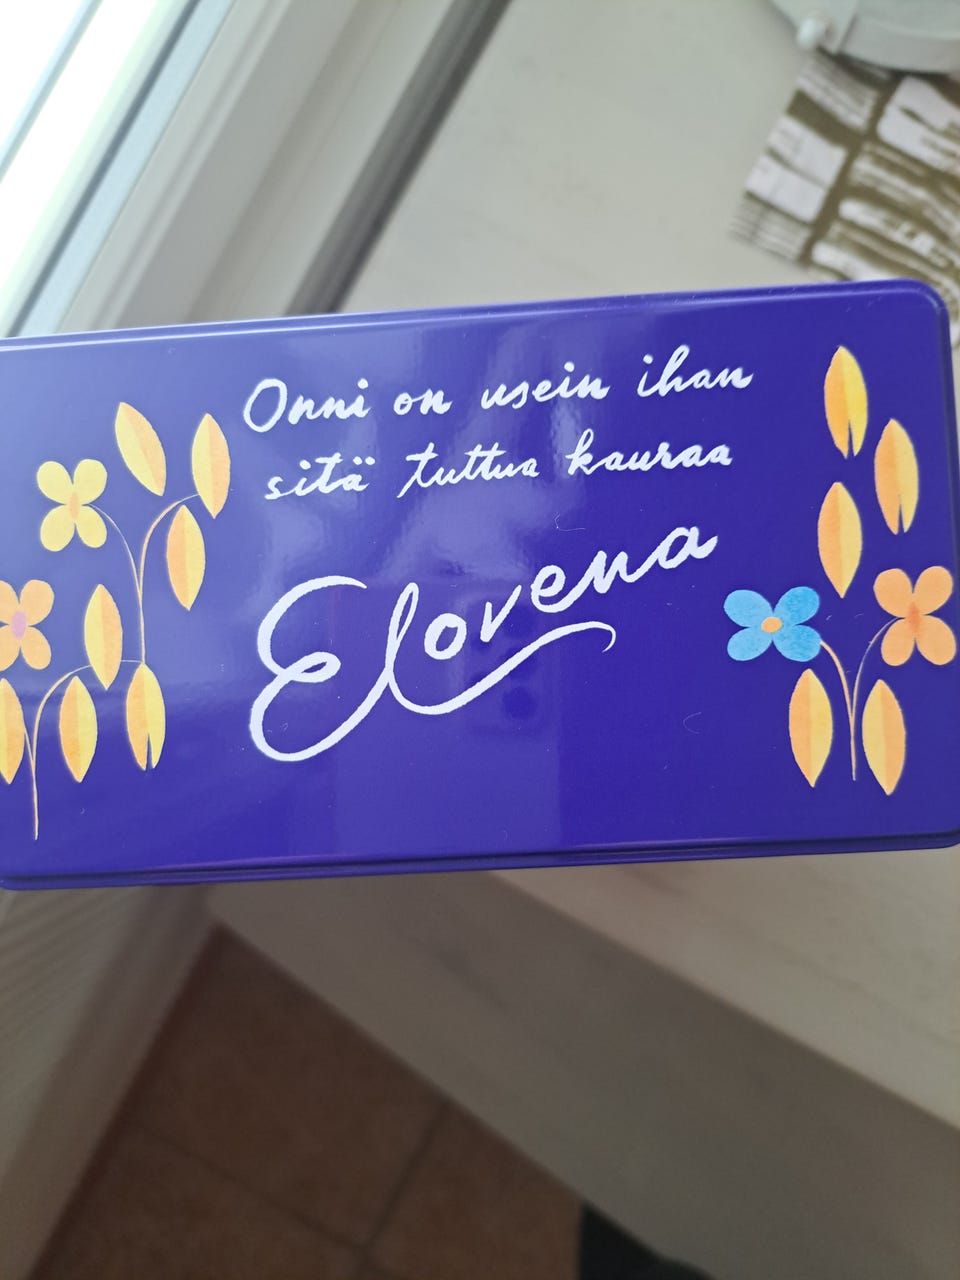 Onni on usein ihan
sitä tuttua kauraa
Elovena